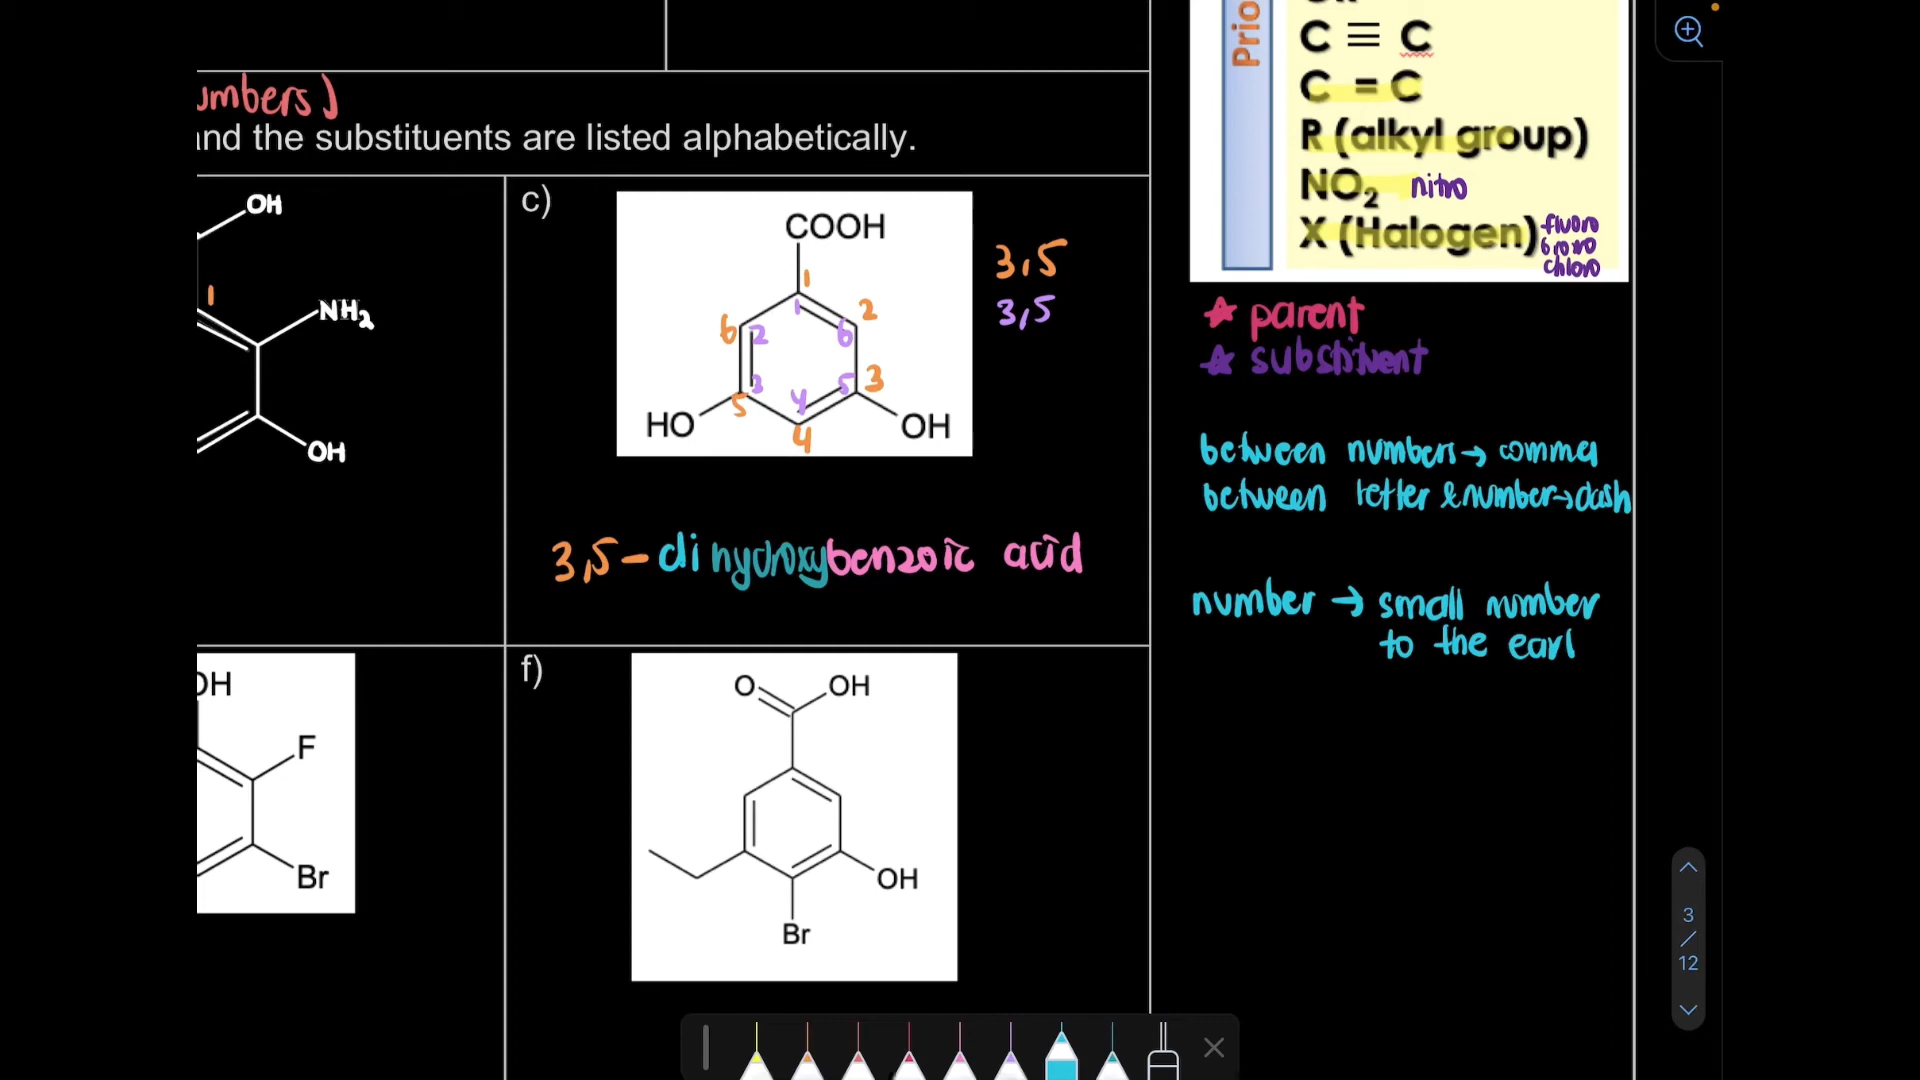 Prio
C ≡ C
C = C
R (alkyl group)
NO₂ nitro
X (Halogen) fluoro
bromo
chloro
umbers)
and the substituents are listed alphabetically.
OH
1
NH₂
OH
c)
COOH
1
1
2
6
6
2
3
5
3
5
4
4
HO
OH
3,5
3,5
3,5-dihydroxybenzoic acid
★ parent
★ substituent
between numbers → comma
between letter & number → dash
number → small number
to the earl
OH
F
Br
f)
O
OH
OH
Br
3
/
12